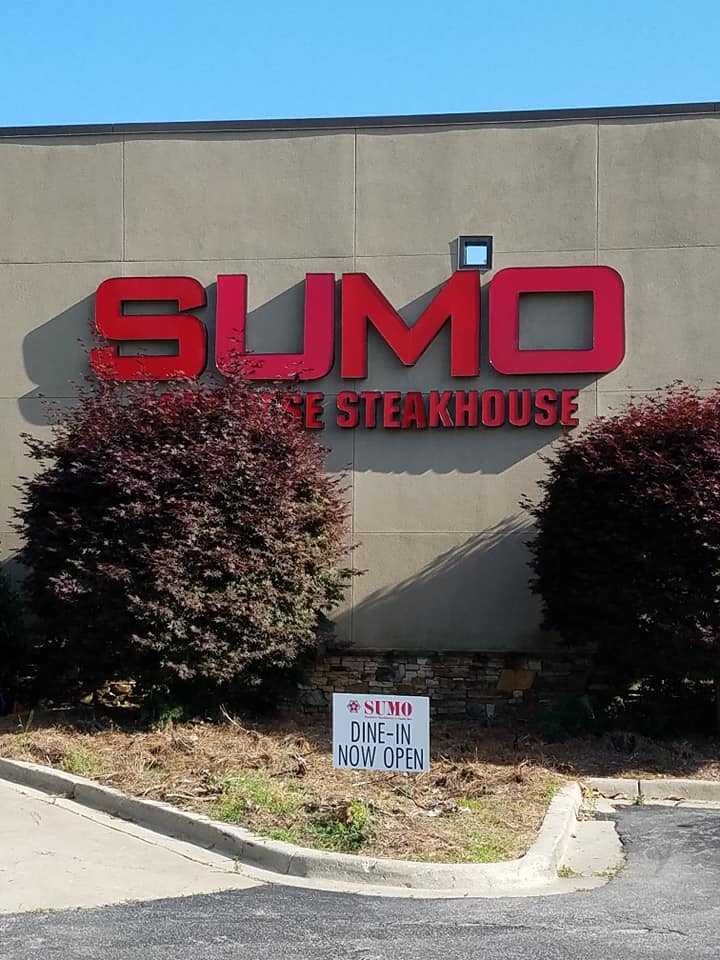 SUMO
STEAKHOUSE
SUMO
DINE-IN
NOW OPEN